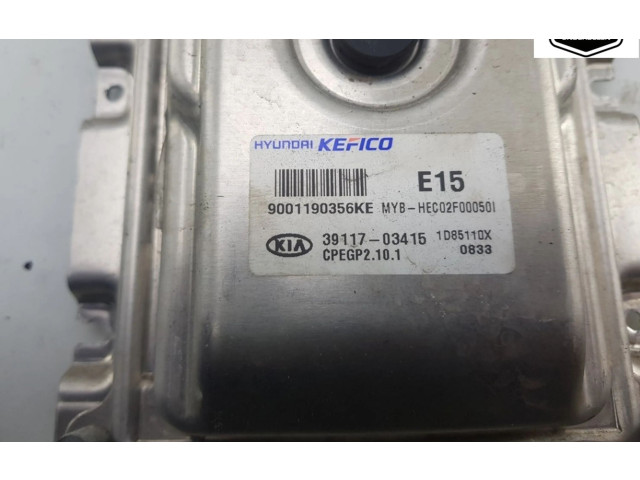 HYUNDAI KEFICO
E15
9001190356KE MYB-HEC02F00050I
KIA 39117-03415 1D85110X
CPEGP2.10.1 0833